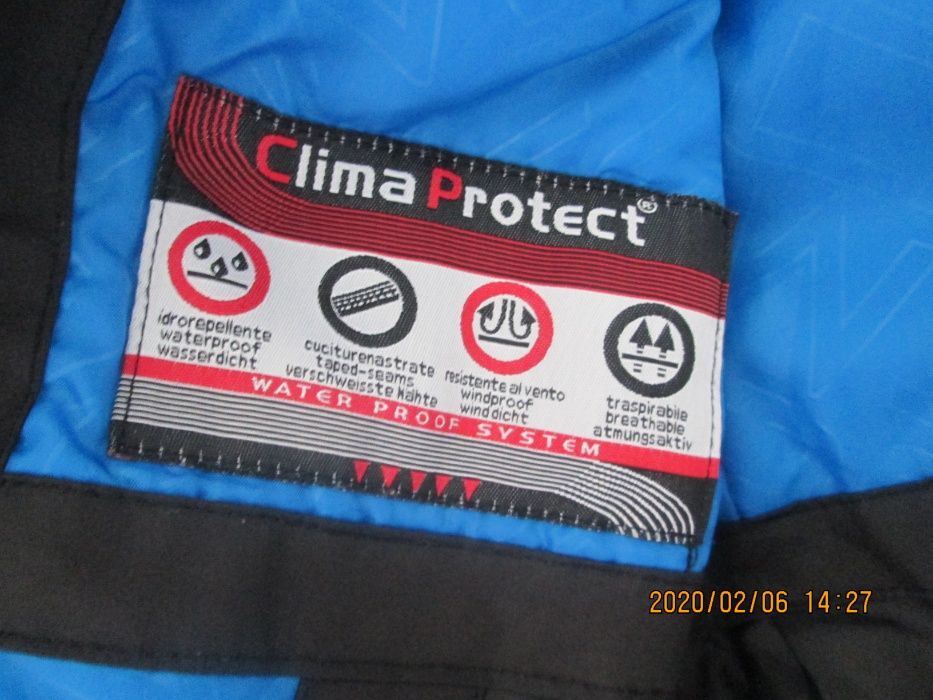 Clima Protect®
idrorepellente
waterproof
wasserdicht
cuciturenastrate
taped-seams
verschweisste Nähte
resistente al vento
windproof
winddicht
traspirabile
breathable
atmungsaktiv
WATER PROOF SYSTEM
2020/02/06 14:27